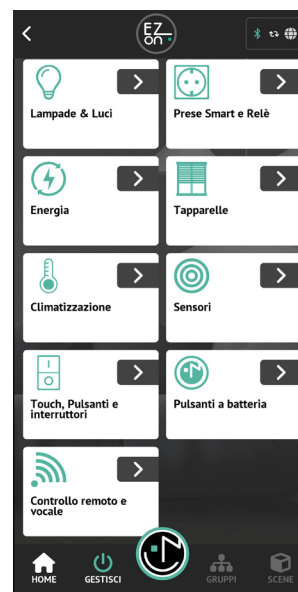 EZ
on
Lampade & Luci
Prese Smart e Relè
Energia
Tapparelle
Climatizzazione
Sensori
Touch, Pulsanti e
interruttori
Pulsanti a batteria
Controllo remoto e
vocale
HOME
GESTISCI
GRUPPI
SCENE